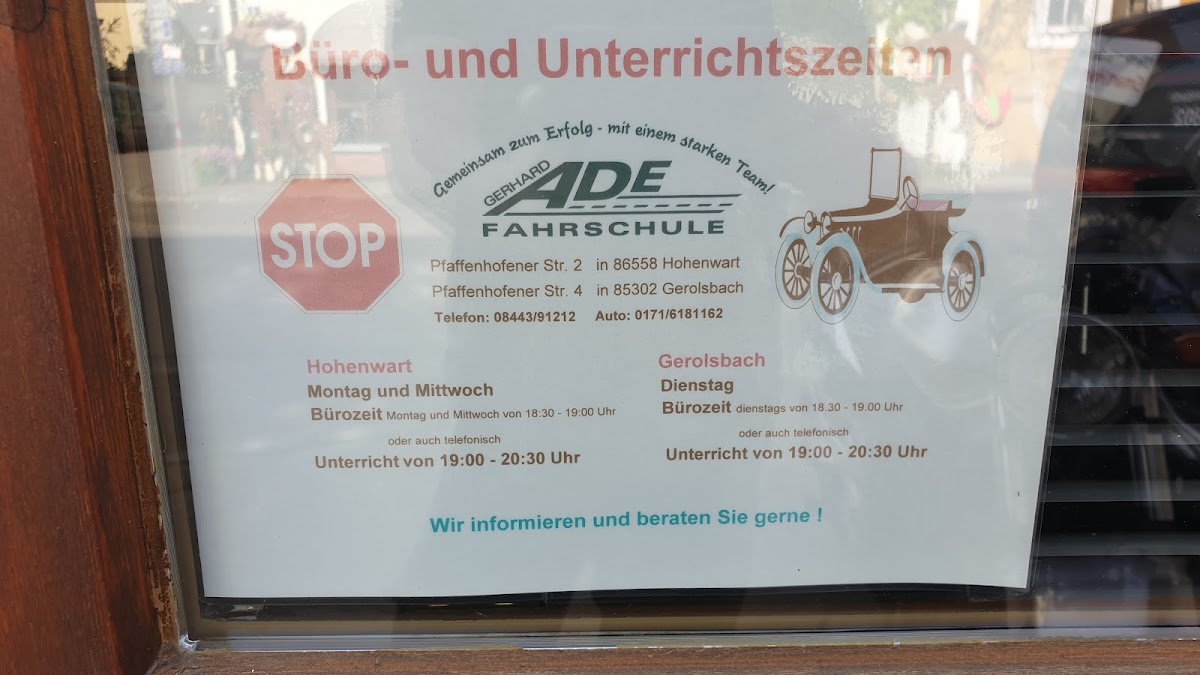 Büro- und Unterrichtszeiten
Gemeinsam zum Erfolg - mit einem starken Team!
GERHARD ADE
FAHRSCHULE
STOP
Pfaffenhofener Str. 2 in 86558 Hohenwart
Pfaffenhofener Str. 4 in 85302 Gerolsbach
Telefon: 08443/91212 Auto: 0171/6181162
Hohenwart
Montag und Mittwoch
Bürozeit Montag und Mittwoch von 18:30 - 19:00 Uhr
oder auch telefonisch
Unterricht von 19:00 - 20:30 Uhr
Gerolsbach
Dienstag
Bürozeit dienstags von 18.30 - 19.00 Uhr
oder auch telefonisch
Unterricht von 19:00 - 20:30 Uhr
Wir informieren und beraten Sie gerne !